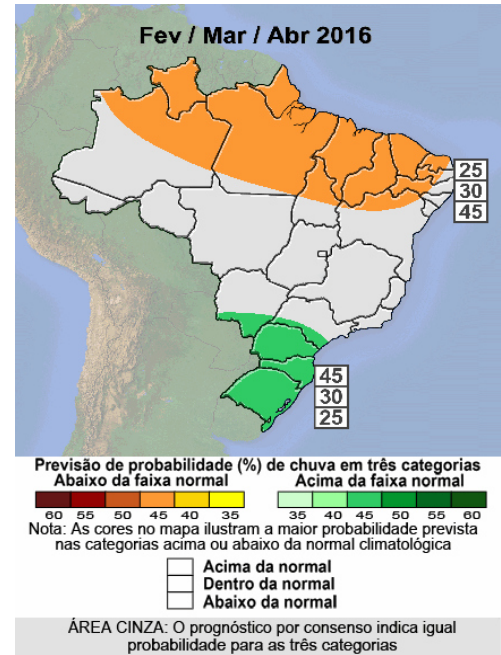 Fev / Mar / Abr 2016
25
30
45
45
30
25
Previsão de probabilidade (%) de chuva em três categorias
Abaixo da faixa normal Acima da faixa normal
60 55 50 45 40 35 35 40 45 50 55 60
Nota: As cores no mapa ilustram a maior probabilidade prevista
nas categorias acima ou abaixo da normal climatológica
Acima da normal
Dentro da normal
Abaixo da normal
ÁREA CINZA: O prognóstico por consenso indica igual
probabilidade para as três categorias